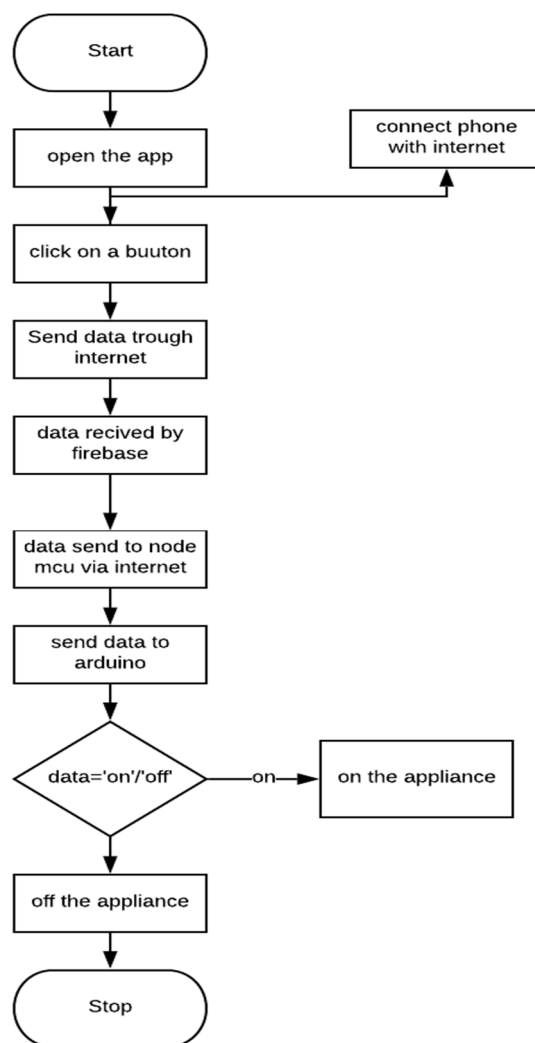 Start
open the app
connect phone
with internet
click on a buuton
Send data trough
internet
data recived by
firebase
data send to node
mcu via internet
send data to
arduino
data='on'/'off'
on
on the appliance
off the appliance
Stop